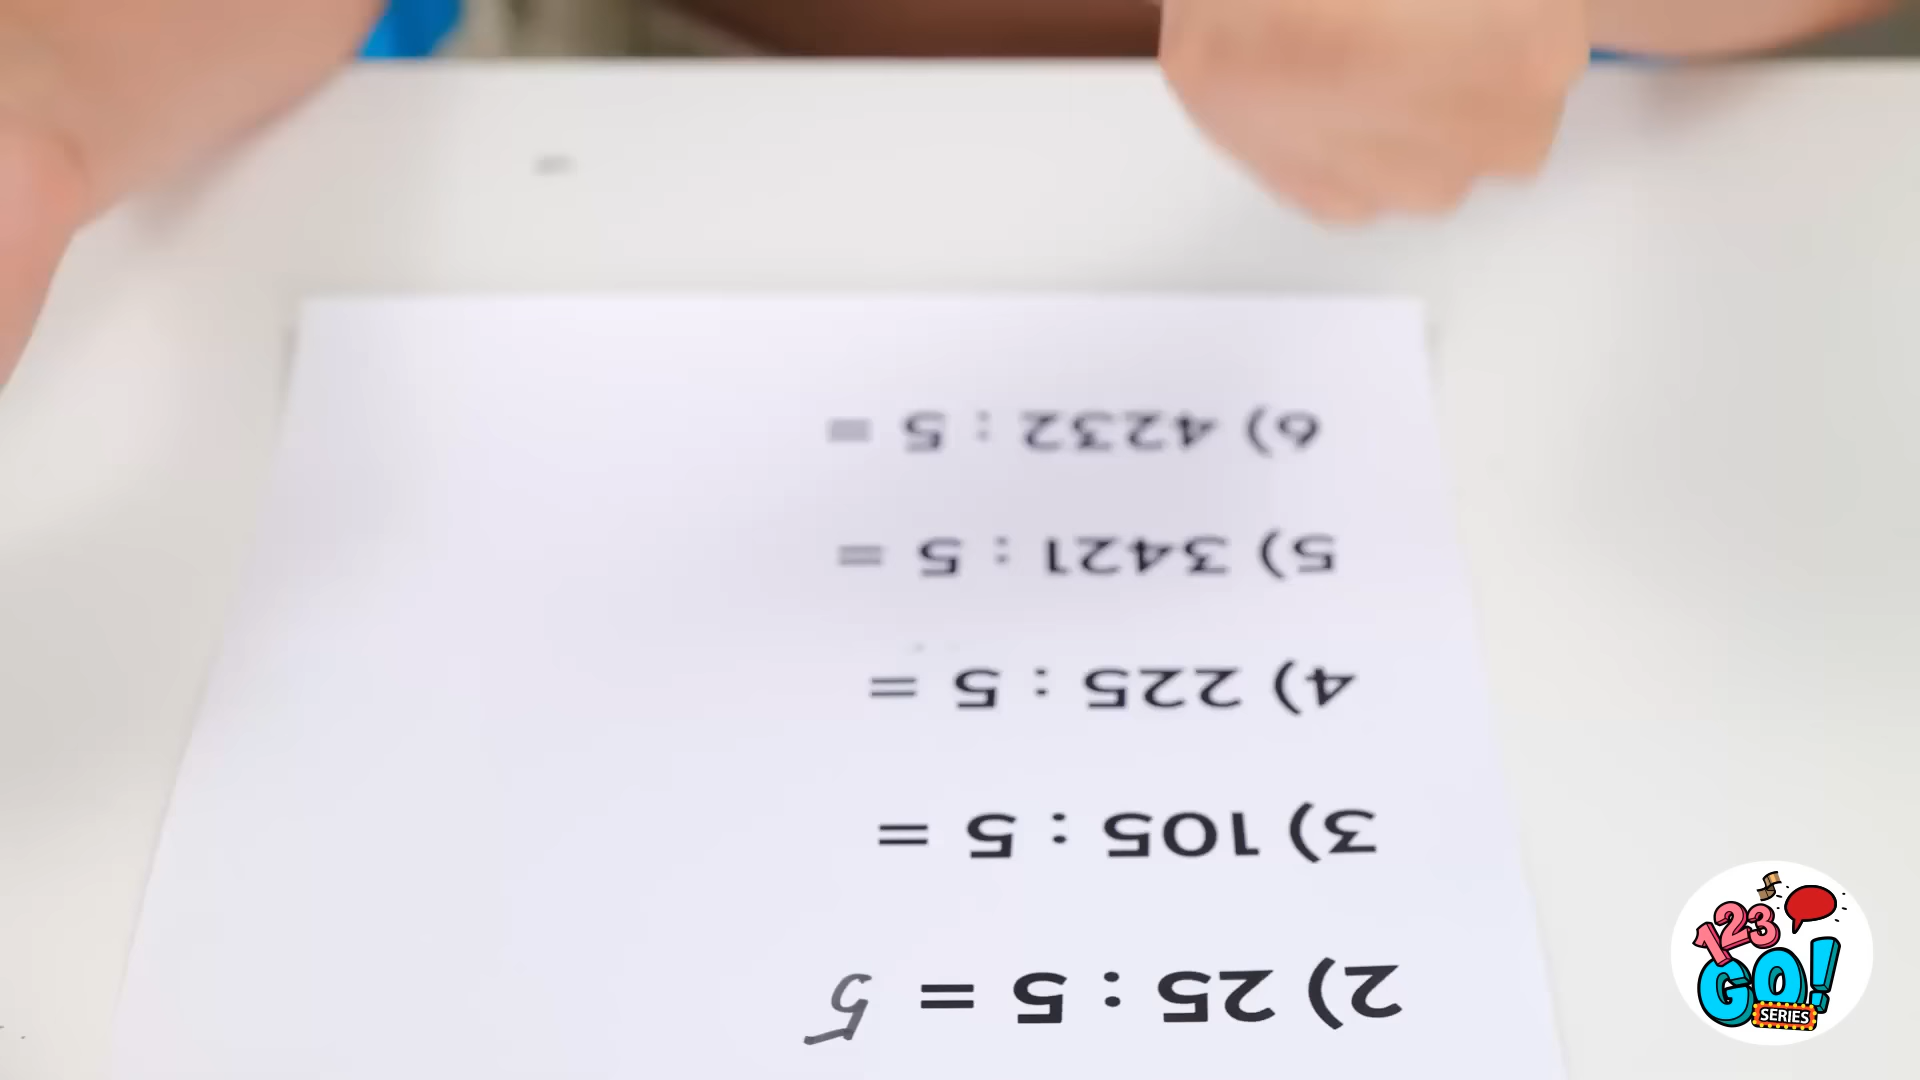 2) 25 : 5 = 5
3) 105 : 5 =
4) 225 : 5 =
5) 3421 : 5 =
6) 4232 : 5 =
123
GO!
SERIES